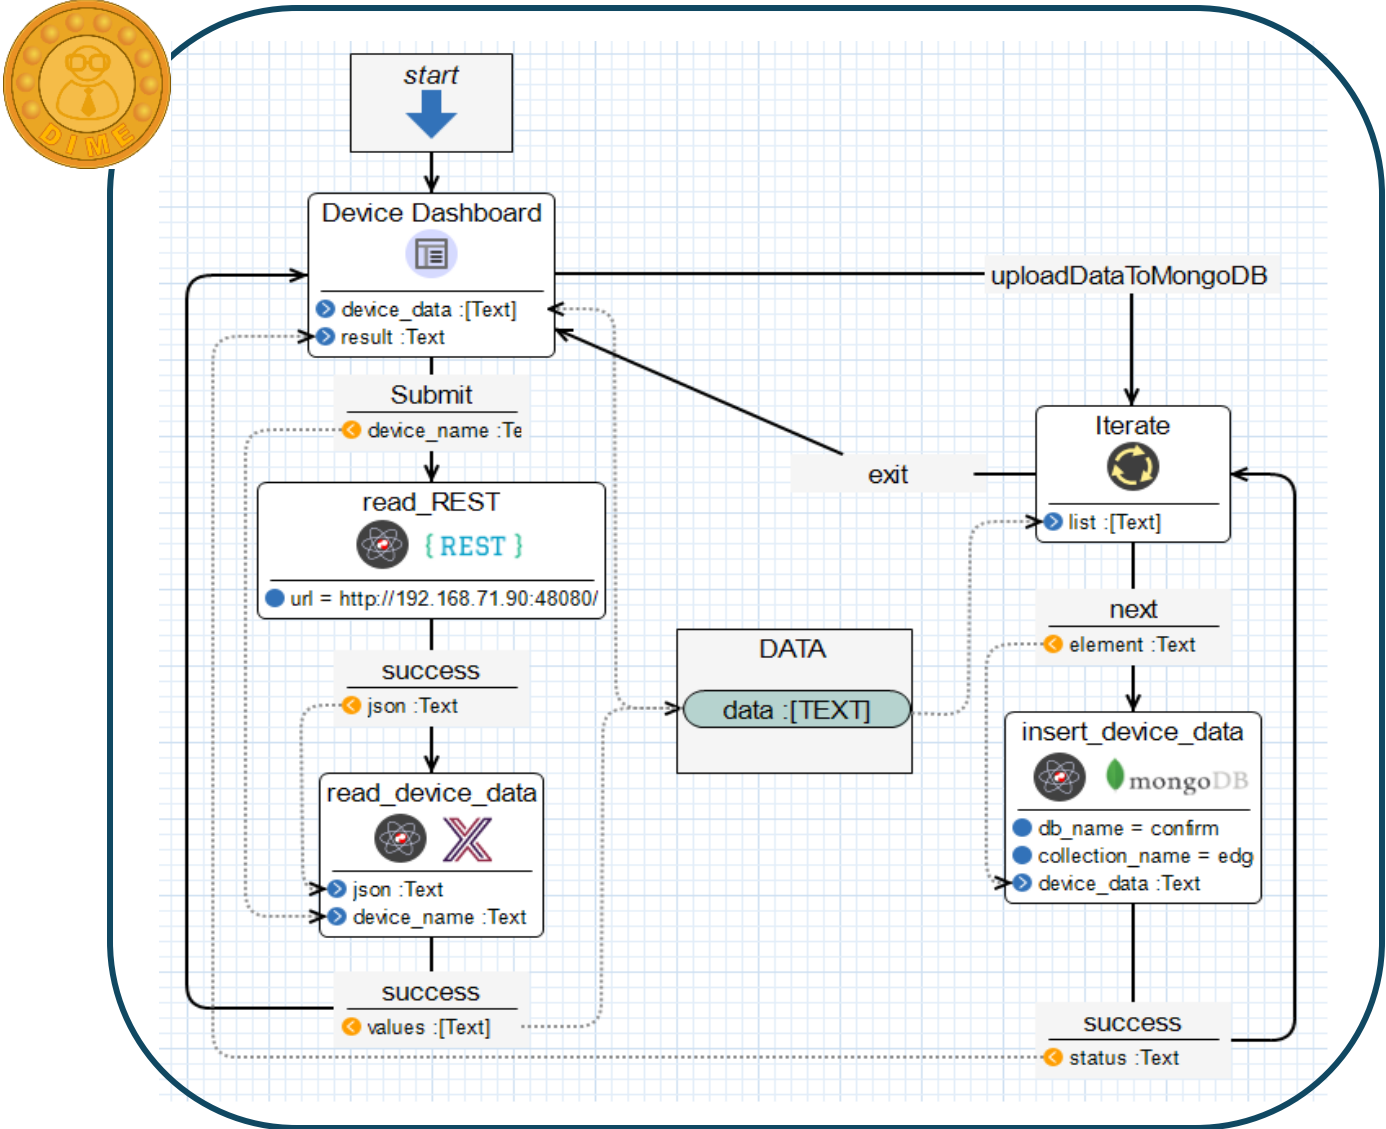 DIME
start
Device Dashboard
device_data :[Text]
result :Text
uploadDataToMongoDB
Submit
device_name :Te
read_REST
{ REST }
url = http://192.168.71.90:48080/
success
json :Text
read_device_data
json :Text
device_name :Text
success
values :[Text]
DATA
data :[TEXT]
exit
Iterate
list :[Text]
next
element :Text
insert_device_data
mongoDB
db_name = confirm
collection_name = edg
device_data :Text
success
status :Text